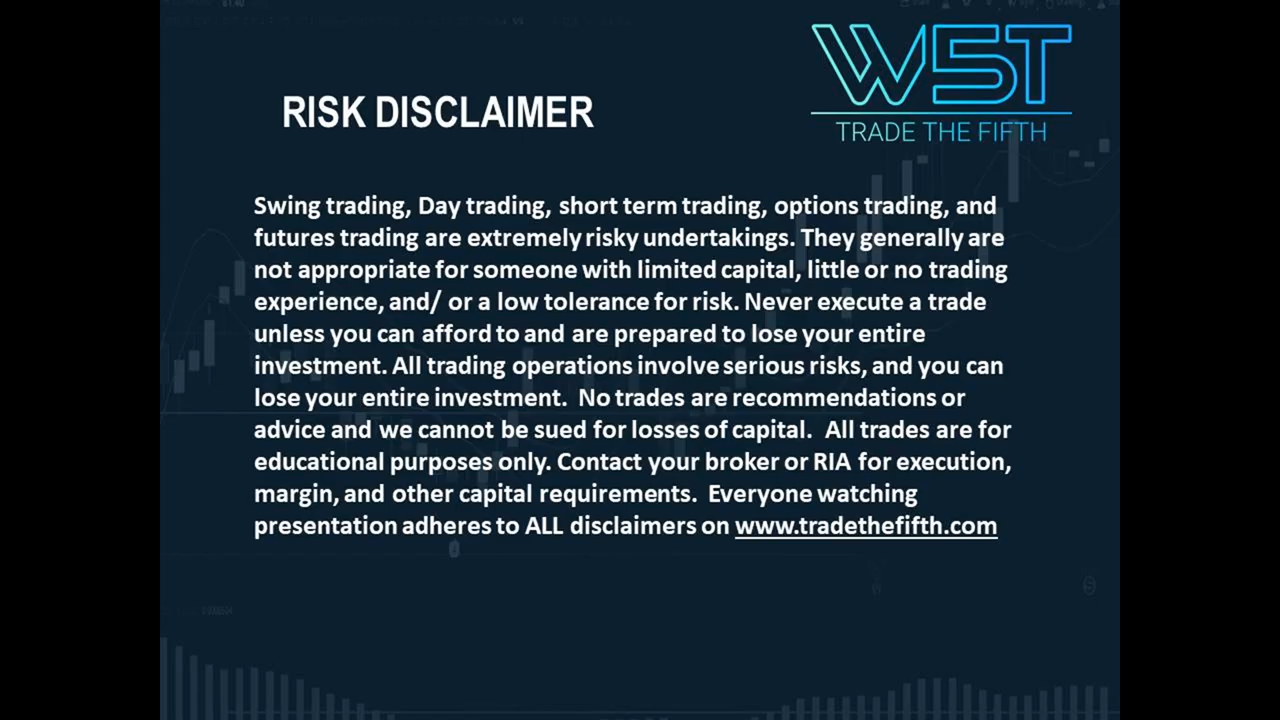 W5T
TRADE THE FIFTH
RISK DISCLAIMER
Swing trading, Day trading, short term trading, options trading, and
futures trading are extremely risky undertakings. They generally are
not appropriate for someone with limited capital, little or no trading
experience, and/ or a low tolerance for risk. Never execute a trade
unless you can afford to and are prepared to lose your entire
investment. All trading operations involve serious risks, and you can
lose your entire investment.  No trades are recommendations or
advice and we cannot be sued for losses of capital.  All trades are for
educational purposes only. Contact your broker or RIA for execution,
margin, and other capital requirements.  Everyone watching
presentation adheres to ALL disclaimers on www.tradethefifth.com